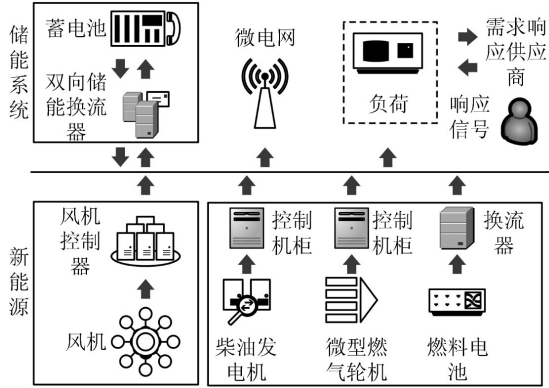 储能系统
蓄电池
双向储
能换流
器
微电网
负荷
需求响
应供应
商
响应
信号
新能源
风机
控制
器
风机
控制
机柜
柴油发
电机
控制
机柜
微型燃
气轮机
换流
器
燃料电
池